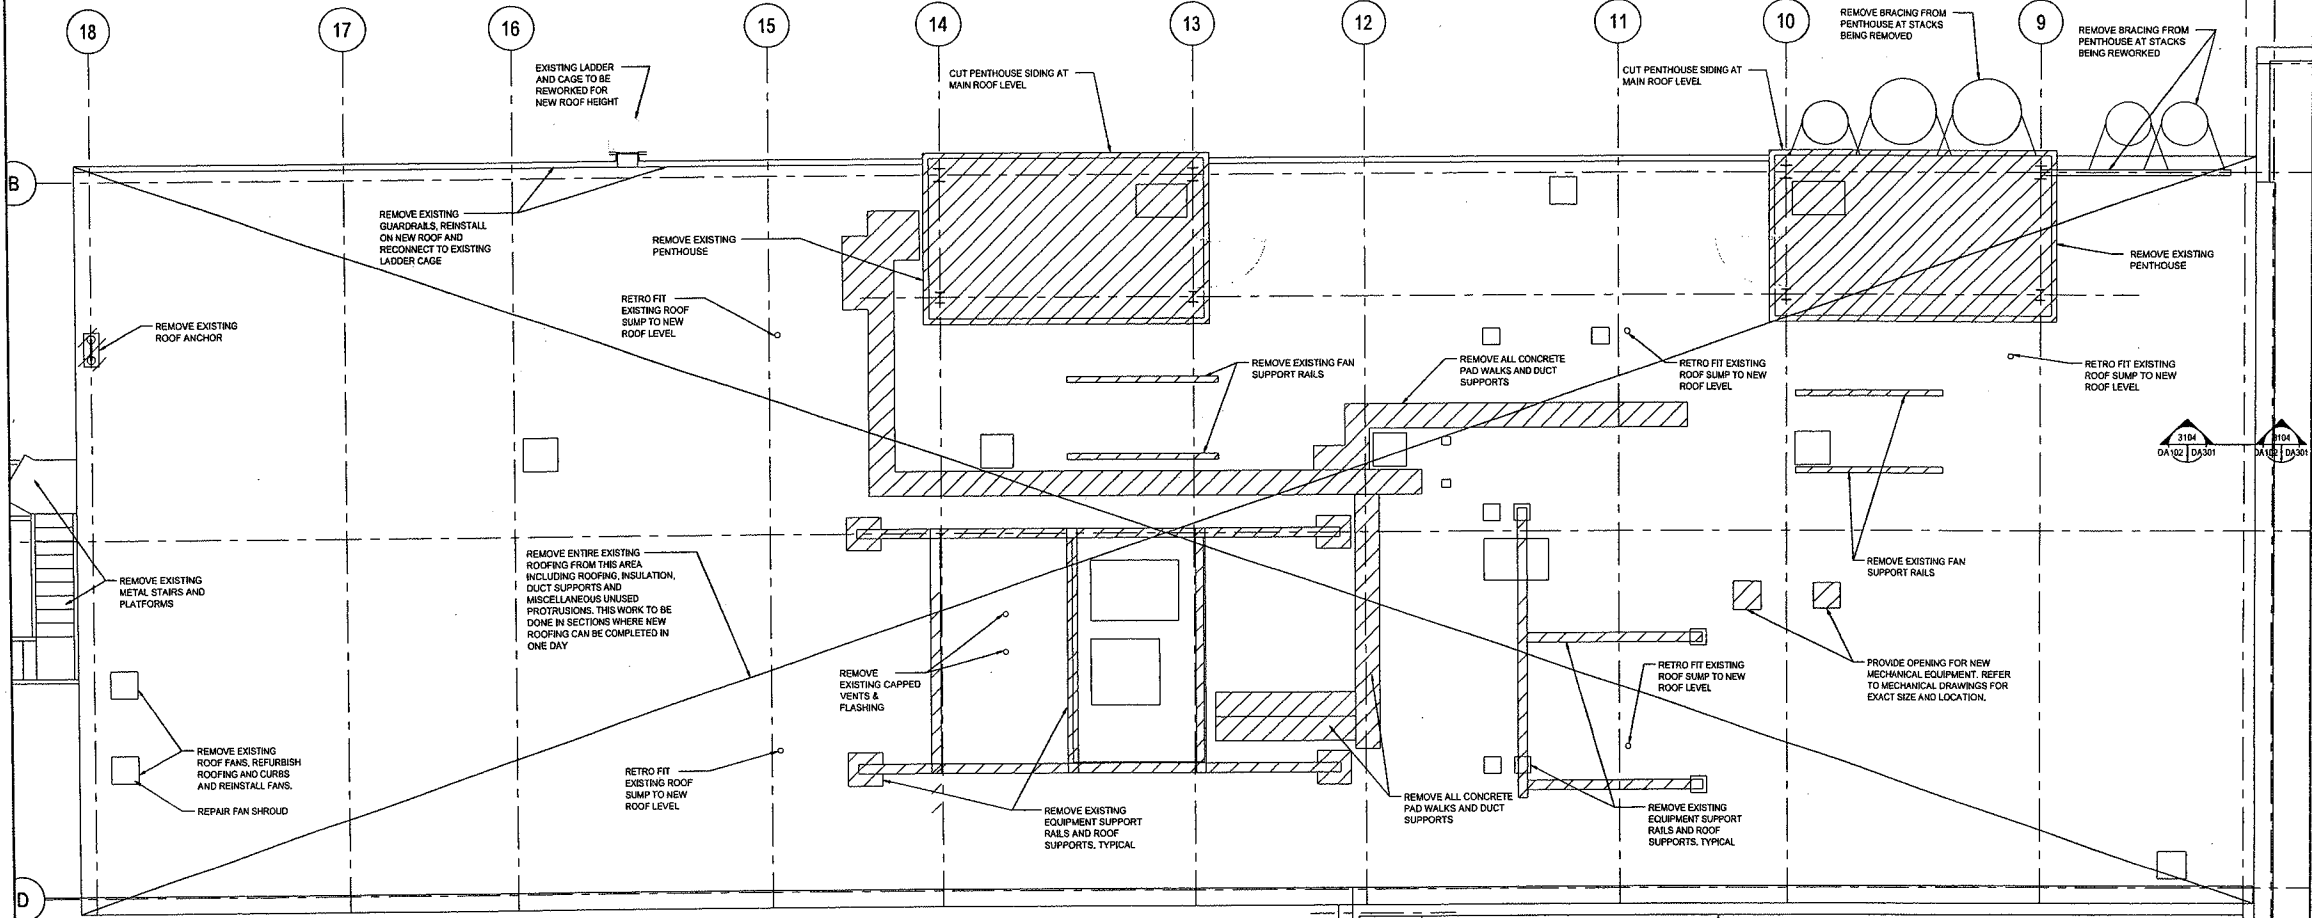 18
17
16
15
14
13
12
11
10
9
REMOVE BRACING FROM
PENTHOUSE AT STACKS
BEING REMOVED
REMOVE BRACING FROM
PENTHOUSE AT STACKS
BEING REWORKED
EXISTING LADDER
AND CAGE TO BE
REWORKED FOR
NEW ROOF HEIGHT
CUT PENTHOUSE SIDING AT
MAIN ROOF LEVEL
CUT PENTHOUSE SIDING AT
MAIN ROOF LEVEL
B
REMOVE EXISTING
GUARDRAILS, REINSTALL
ON NEW ROOF AND
RECONNECT TO EXISTING
LADDER CAGE
REMOVE EXISTING
PENTHOUSE
REMOVE EXISTING
PENTHOUSE
RETRO FIT
EXISTING ROOF
SUMP TO NEW
ROOF LEVEL
REMOVE EXISTING
ROOF ANCHOR
REMOVE EXISTING FAN
SUPPORT RAILS
REMOVE ALL CONCRETE
PAD WALKS AND DUCT
SUPPORTS
RETRO FIT EXISTING
ROOF SUMP TO NEW
ROOF LEVEL
RETRO FIT EXISTING
ROOF SUMP TO NEW
ROOF LEVEL
3104
DA102 DA301
3104
DA102 DA301
REMOVE ENTIRE EXISTING
ROOFING FROM THIS AREA
INCLUDING ROOFING, INSULATION,
DUCT SUPPORTS AND
MISCELLANEOUS UNUSED
PROTRUSIONS. THIS WORK TO BE
DONE IN SECTIONS WHERE NEW
ROOFING CAN BE COMPLETED IN
ONE DAY
REMOVE EXISTING
METAL STAIRS AND
PLATFORMS
REMOVE EXISTING FAN
SUPPORT RAILS
REMOVE
EXISTING CAPPED
VENTS &
FLASHING
RETRO FIT EXISTING
ROOF SUMP TO NEW
ROOF LEVEL
PROVIDE OPENING FOR NEW
MECHANICAL EQUIPMENT. REFER
TO MECHANICAL DRAWINGS FOR
EXACT SIZE AND LOCATION.
REMOVE EXISTING
ROOF FANS, REFURBISH
ROOFING AND CURBS
AND REINSTALL FANS.
REPAIR FAN SHROUD
RETRO FIT
EXISTING ROOF
SUMP TO NEW
ROOF LEVEL
REMOVE EXISTING
EQUIPMENT SUPPORT
RAILS AND ROOF
SUPPORTS, TYPICAL
REMOVE ALL CONCRETE
PAD WALKS AND DUCT
SUPPORTS
REMOVE EXISTING
EQUIPMENT SUPPORT
RAILS AND ROOF
SUPPORTS, TYPICAL
D